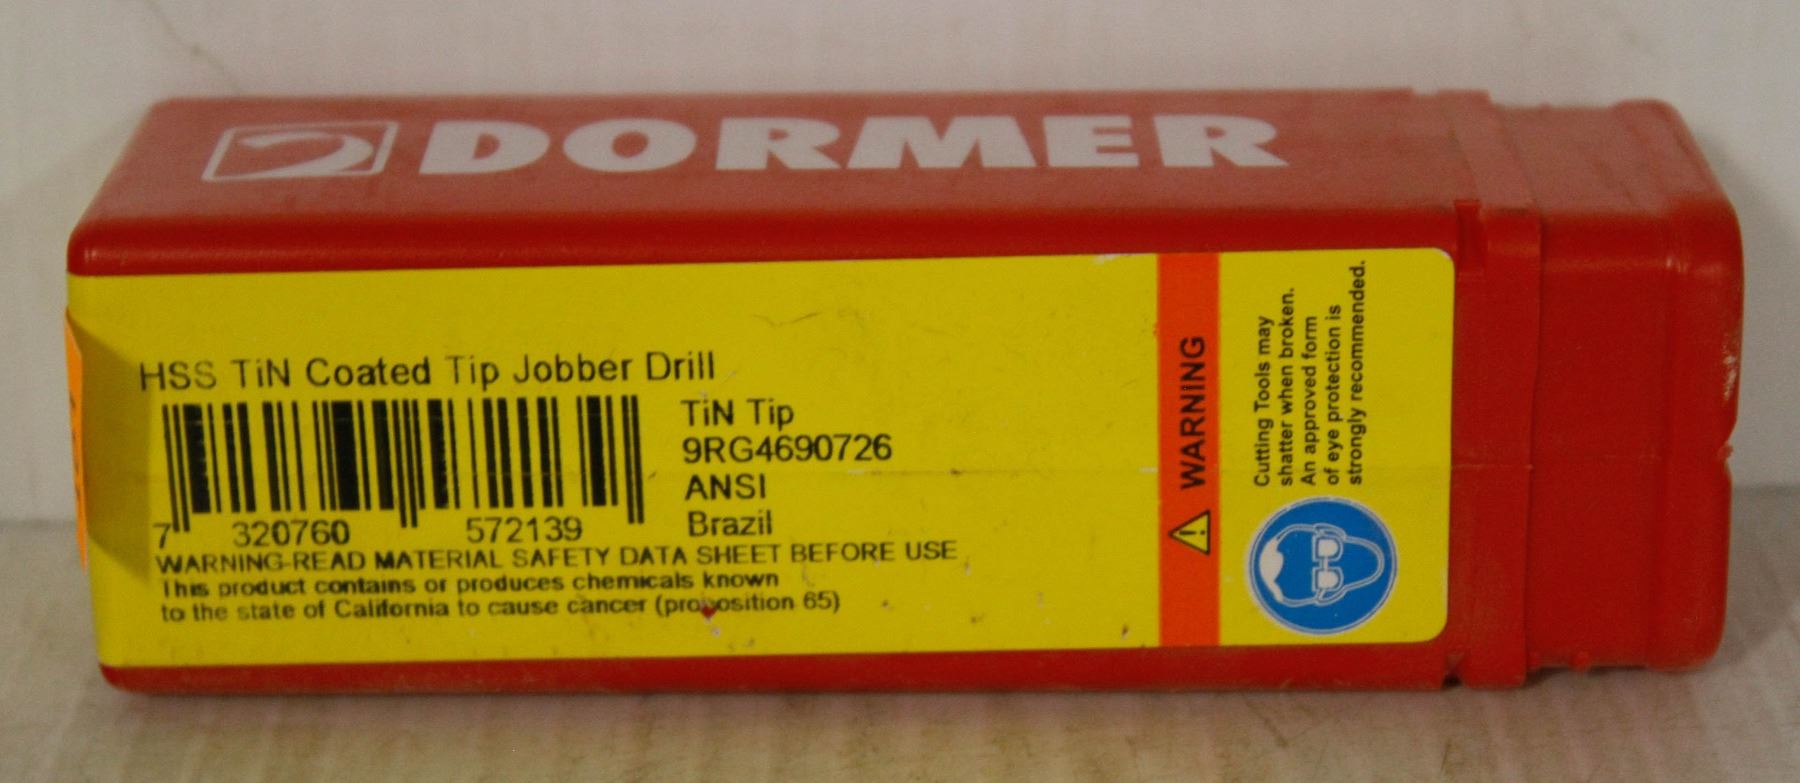 DORMER
HSS TiN Coated Tip Jobber Drill
TiN Tip
9RG4690726
ANSI
Brazil
7 320760 572139
WARNING-READ MATERIAL SAFETY DATA SHEET BEFORE USE
This product contains or produces chemicals known
to the state of California to cause cancer (proposition 65)
WARNING
Cutting Tools may
shatter when broken.
An approved form
of eye protection is
strongly recommended.